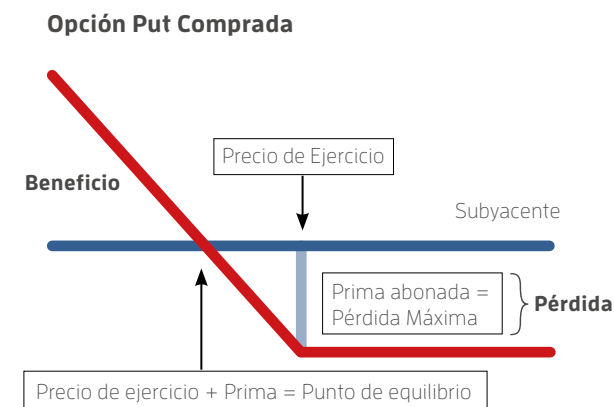 Opción Put Comprada
Precio de Ejercicio
Beneficio
Subyacente
Prima abonada =
Pérdida Máxima
Pérdida
Precio de ejercicio + Prima = Punto de equilibrio